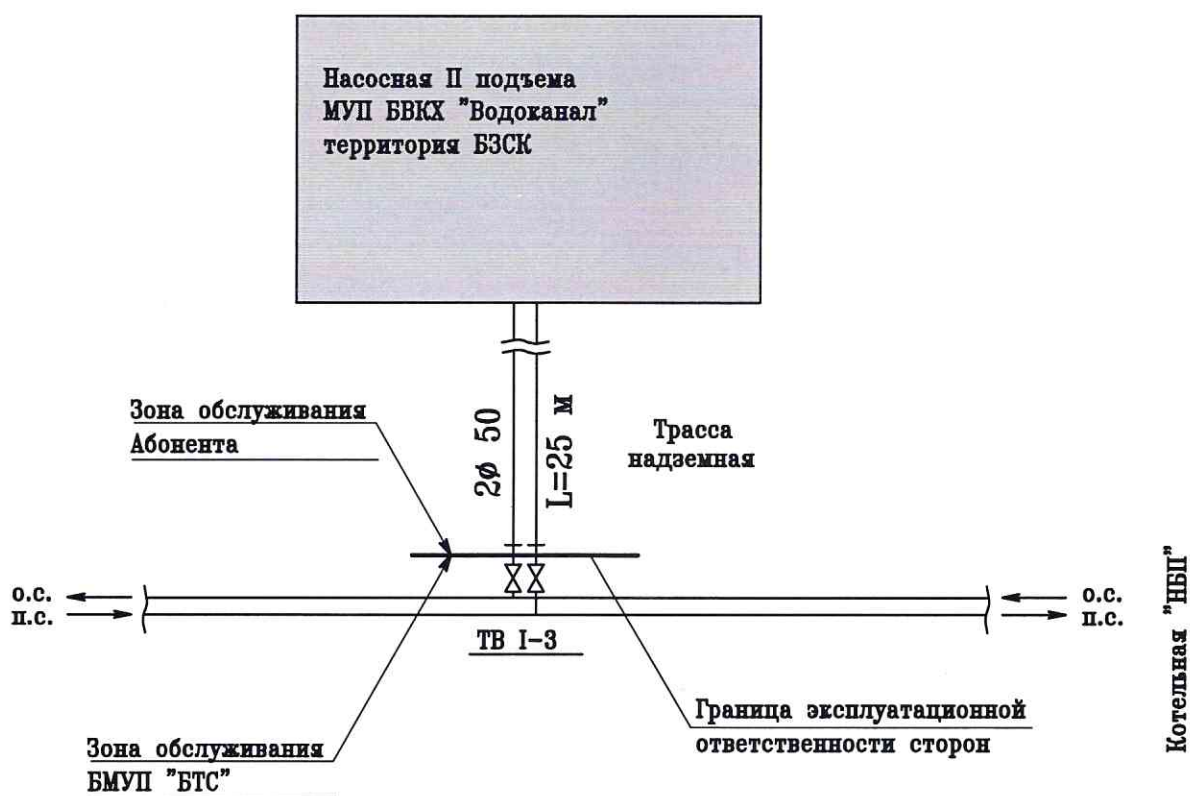 Насосная II подъема
МУП БВКХ "Водоканал"
территория БЗСК
Зона обслуживания
Абонента
2ø 50
L=25 м
Трасса
надземная
о.с.
п.с.
о.с.
п.с.
ТВ I-3
Котельная "НБП"
Зона обслуживания
БМУП "БТС"
Граница эксплуатационной
ответственности сторон